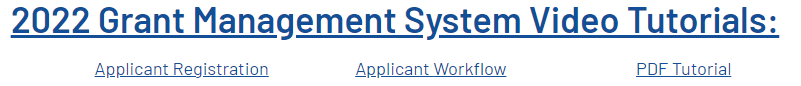 2022 Grant Management System Video Tutorials:
Applicant Registration Applicant Workflow PDF Tutorial